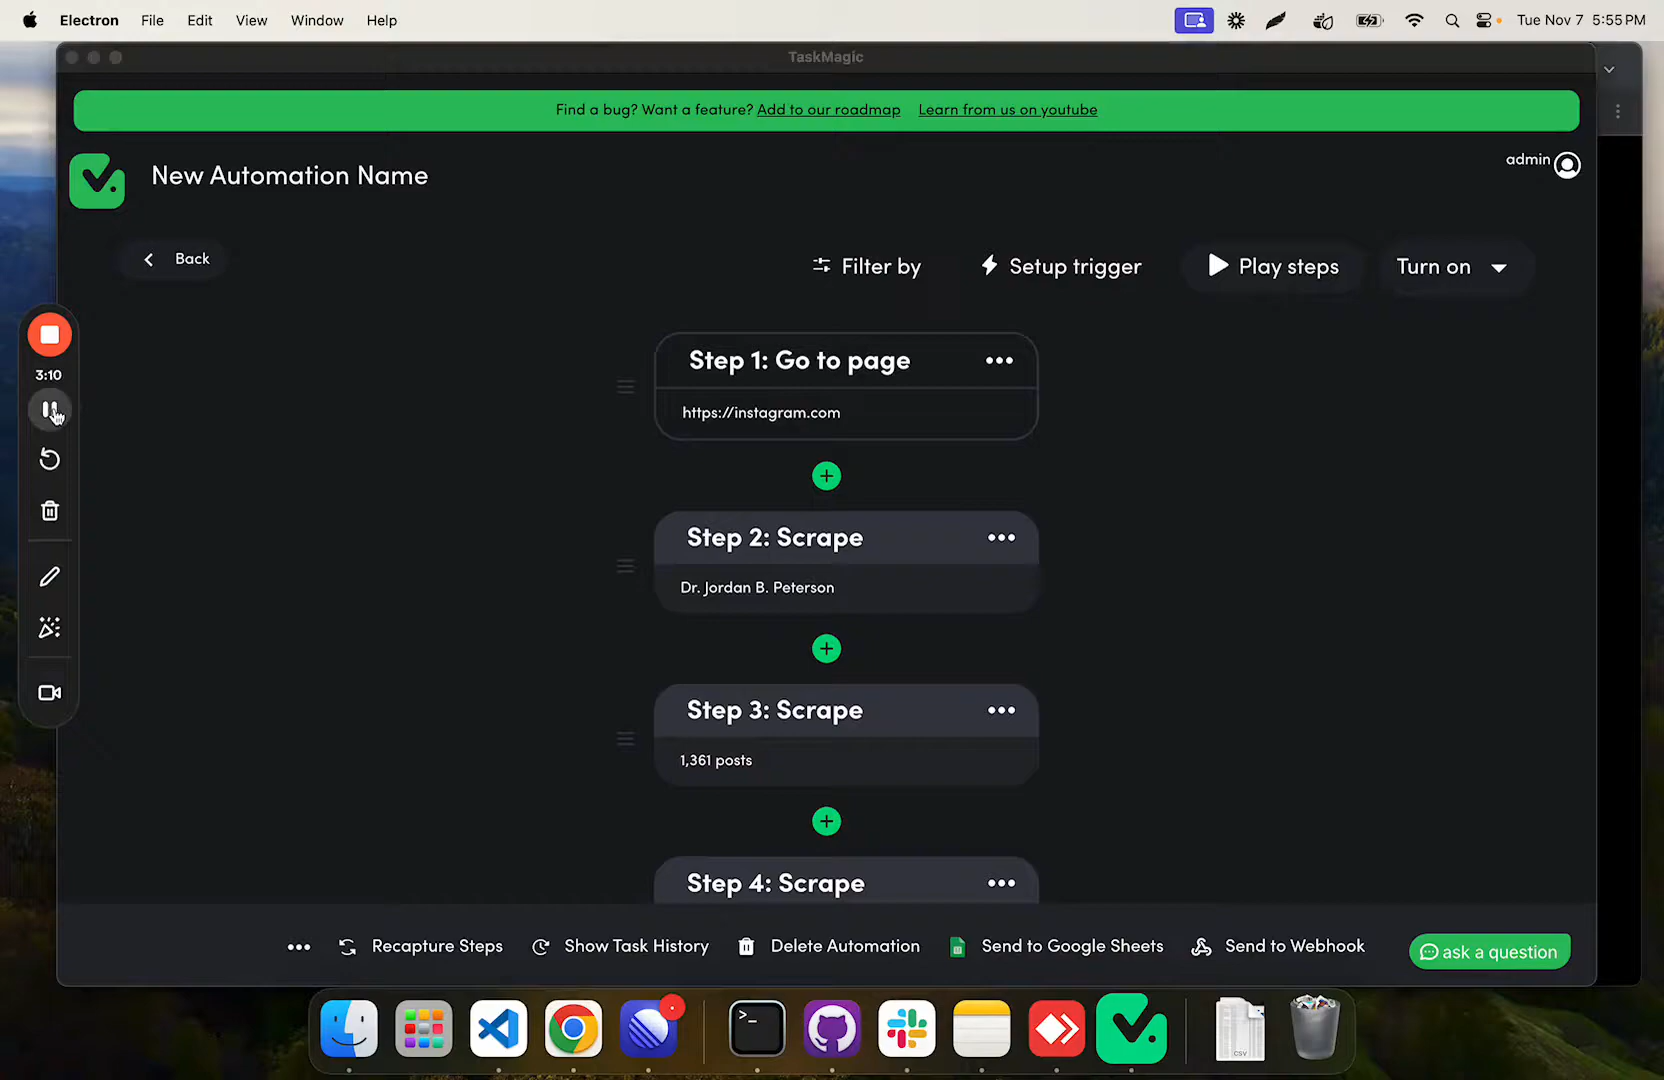 Electron File Edit View Window Help
Tue Nov 7 5:55 PM
TaskMagic
Find a bug? Want a feature? Add to our roadmap Learn from us on youtube
New Automation Name
admin
Back
Filter by
Setup trigger
Play steps
Turn on
3:10
Step 1: Go to page
https://instagram.com
Step 2: Scrape
Dr. Jordan B. Peterson
Step 3: Scrape
1,361 posts
Step 4: Scrape
Recapture Steps
Show Task History
Delete Automation
Send to Google Sheets
Send to Webhook
ask a question
CSV